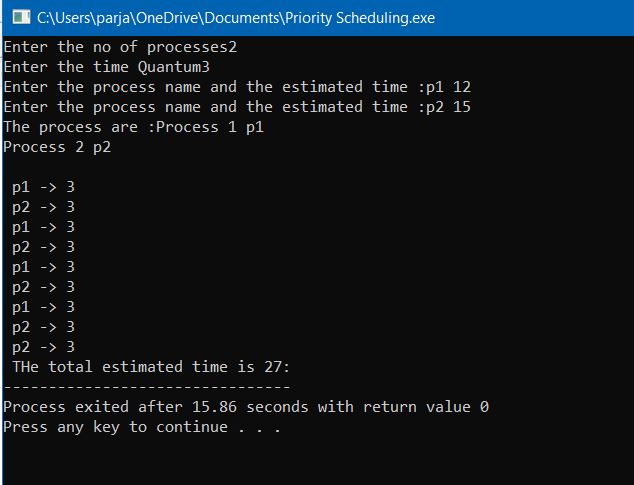 C:\Users\parja\OneDrive\Documents\Priority Scheduling.exe
Enter the no of processes2
Enter the time Quantum3
Enter the process name and the estimated time :p1 12
Enter the process name and the estimated time :p2 15
The process are :Process 1 p1
Process 2 p2
p1 -> 3
p2 -> 3
p1 -> 3
p2 -> 3
p1 -> 3
p2 -> 3
p1 -> 3
p2 -> 3
p2 -> 3
THe total estimated time is 27:
--------------------------------
Process exited after 15.86 seconds with return value 0
Press any key to continue . . .